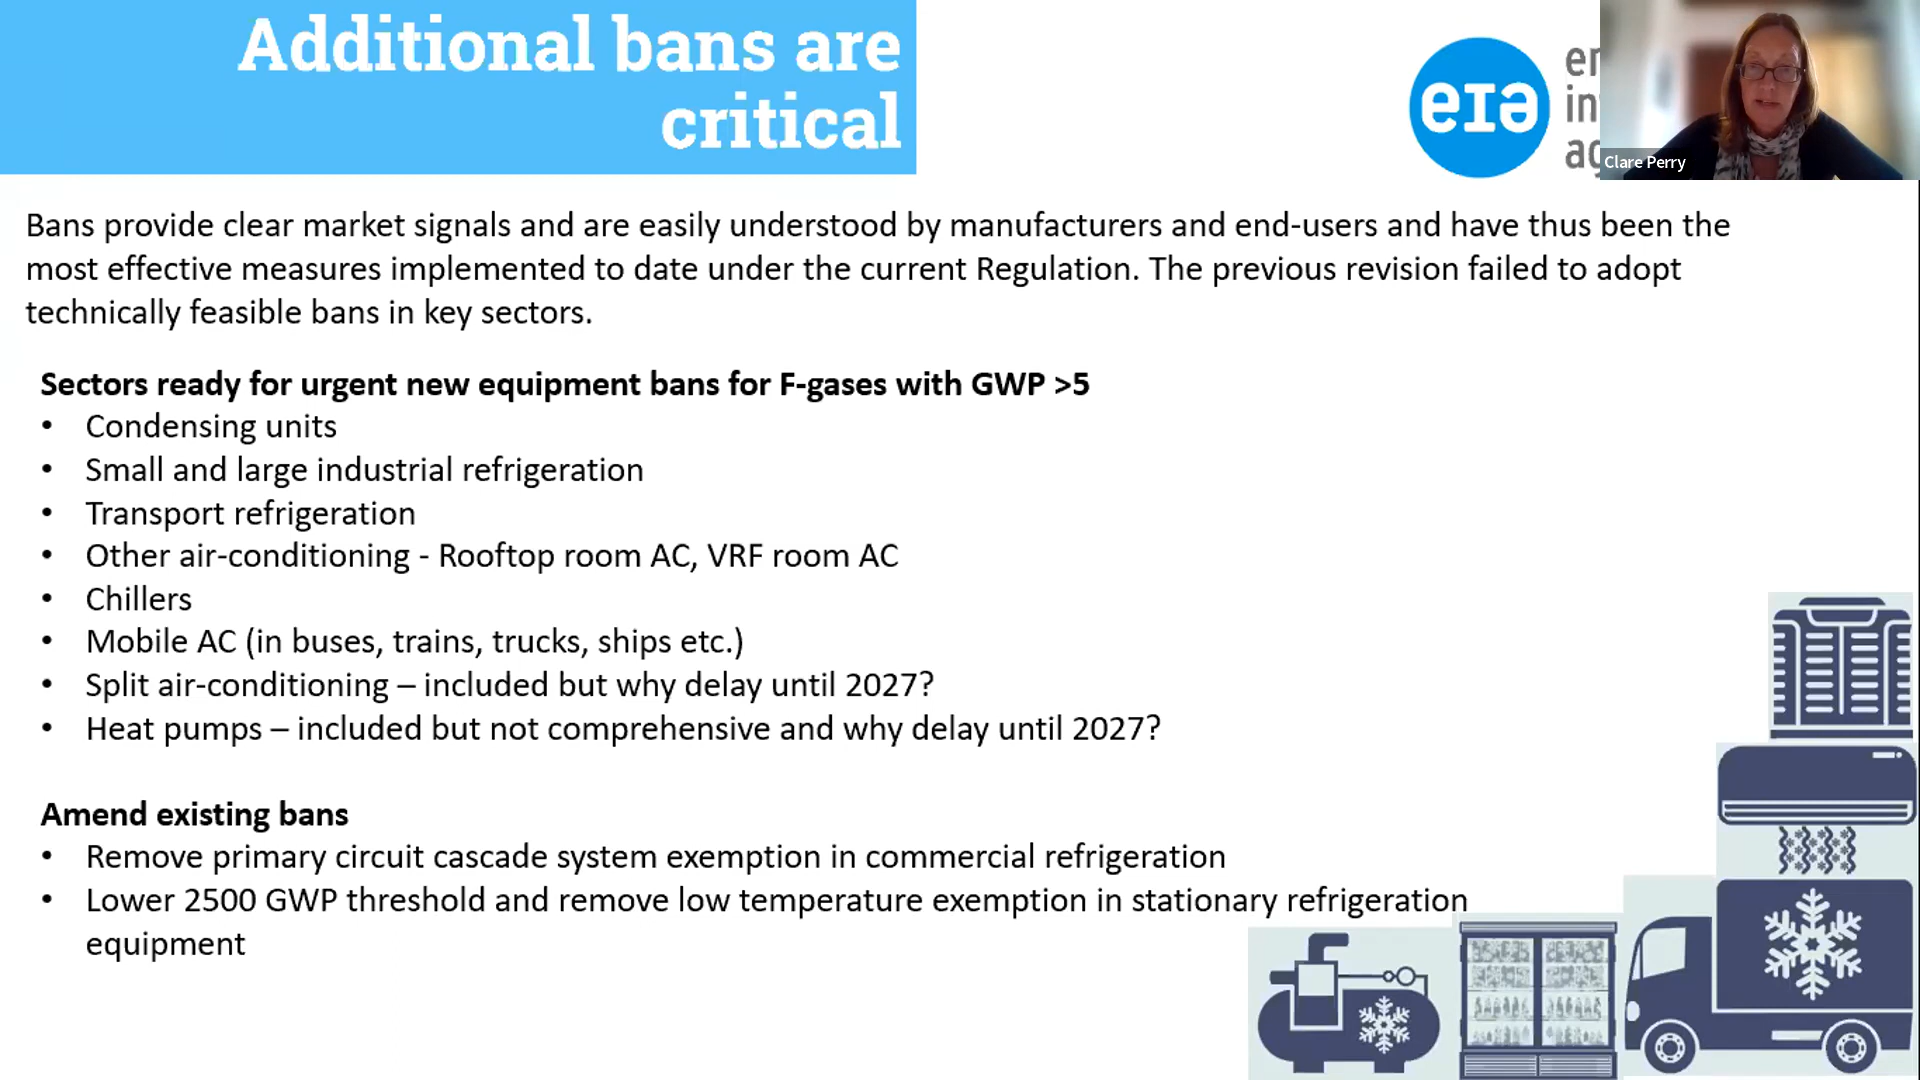 Additional bans are
critical
eia
en
in
ag
Clare Perry
Bans provide clear market signals and are easily understood by manufacturers and end-users and have thus been the
most effective measures implemented to date under the current Regulation. The previous revision failed to adopt
technically feasible bans in key sectors.
Sectors ready for urgent new equipment bans for F-gases with GWP >5
• Condensing units
• Small and large industrial refrigeration
• Transport refrigeration
• Other air-conditioning - Rooftop room AC, VRF room AC
• Chillers
• Mobile AC (in buses, trains, trucks, ships etc.)
• Split air-conditioning – included but why delay until 2027?
• Heat pumps – included but not comprehensive and why delay until 2027?
Amend existing bans
• Remove primary circuit cascade system exemption in commercial refrigeration
• Lower 2500 GWP threshold and remove low temperature exemption in stationary refrigeration
equipment